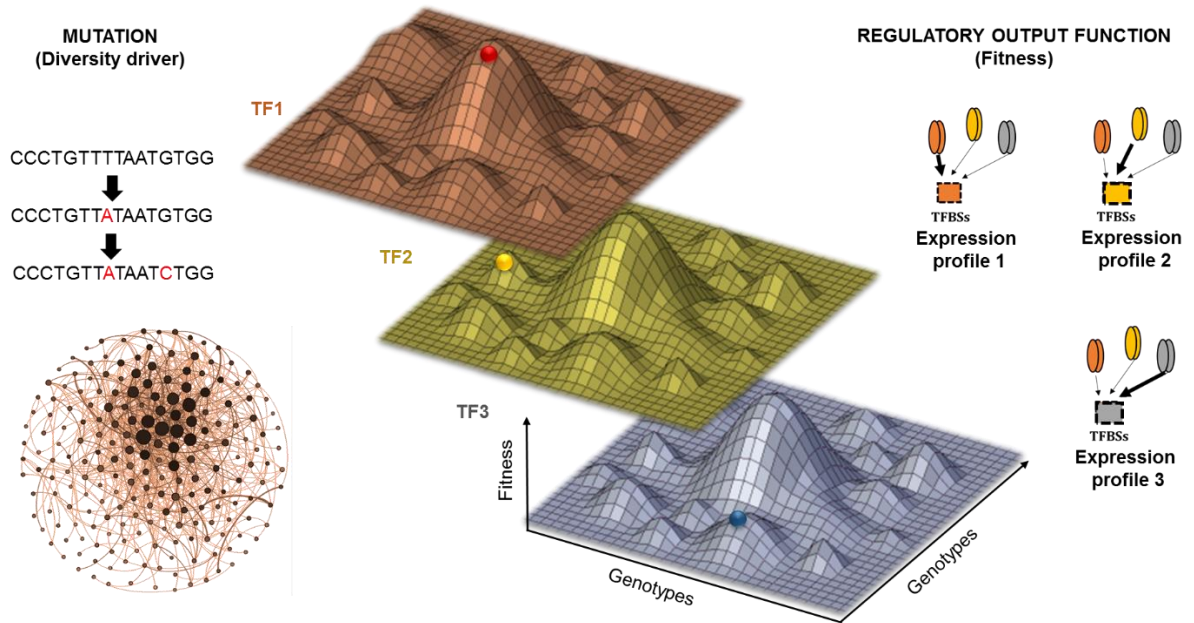 MUTATION
(Diversity driver)
CCCTGTTTTAATGTGG
CCCTGTTATAATGTGG
CCCTGTTATAATCTGG
TF1
TF2
TF3
Fitness
Genotypes
Genotypes
REGULATORY OUTPUT FUNCTION
(Fitness)
TFBSs
Expression
profile 1
TFBSs
Expression
profile 2
TFBSs
Expression
profile 3